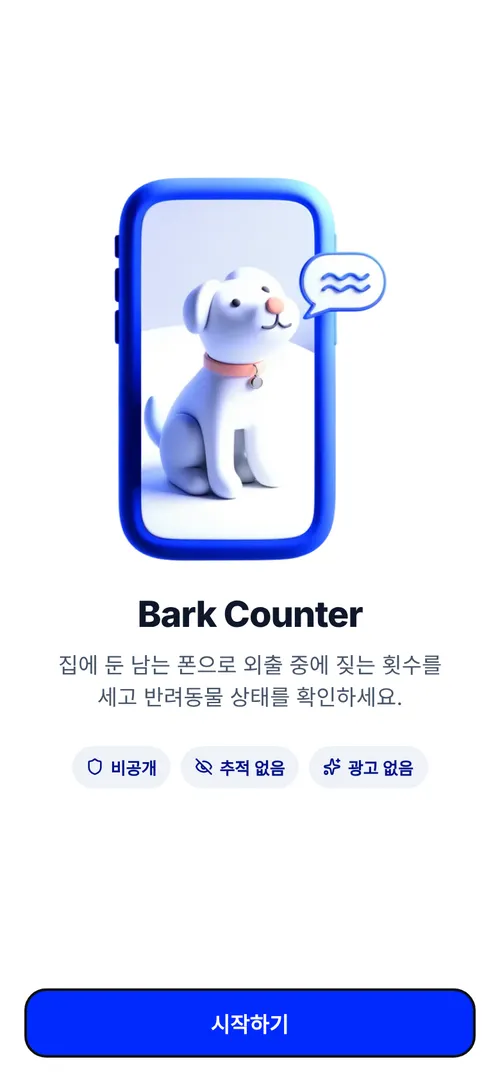 Bark Counter
집에 둔 남는 폰으로 외출 중에 짖는 횟수를
세고 반려동물 상태를 확인하세요.
비공개
추적 없음
광고 없음
시작하기